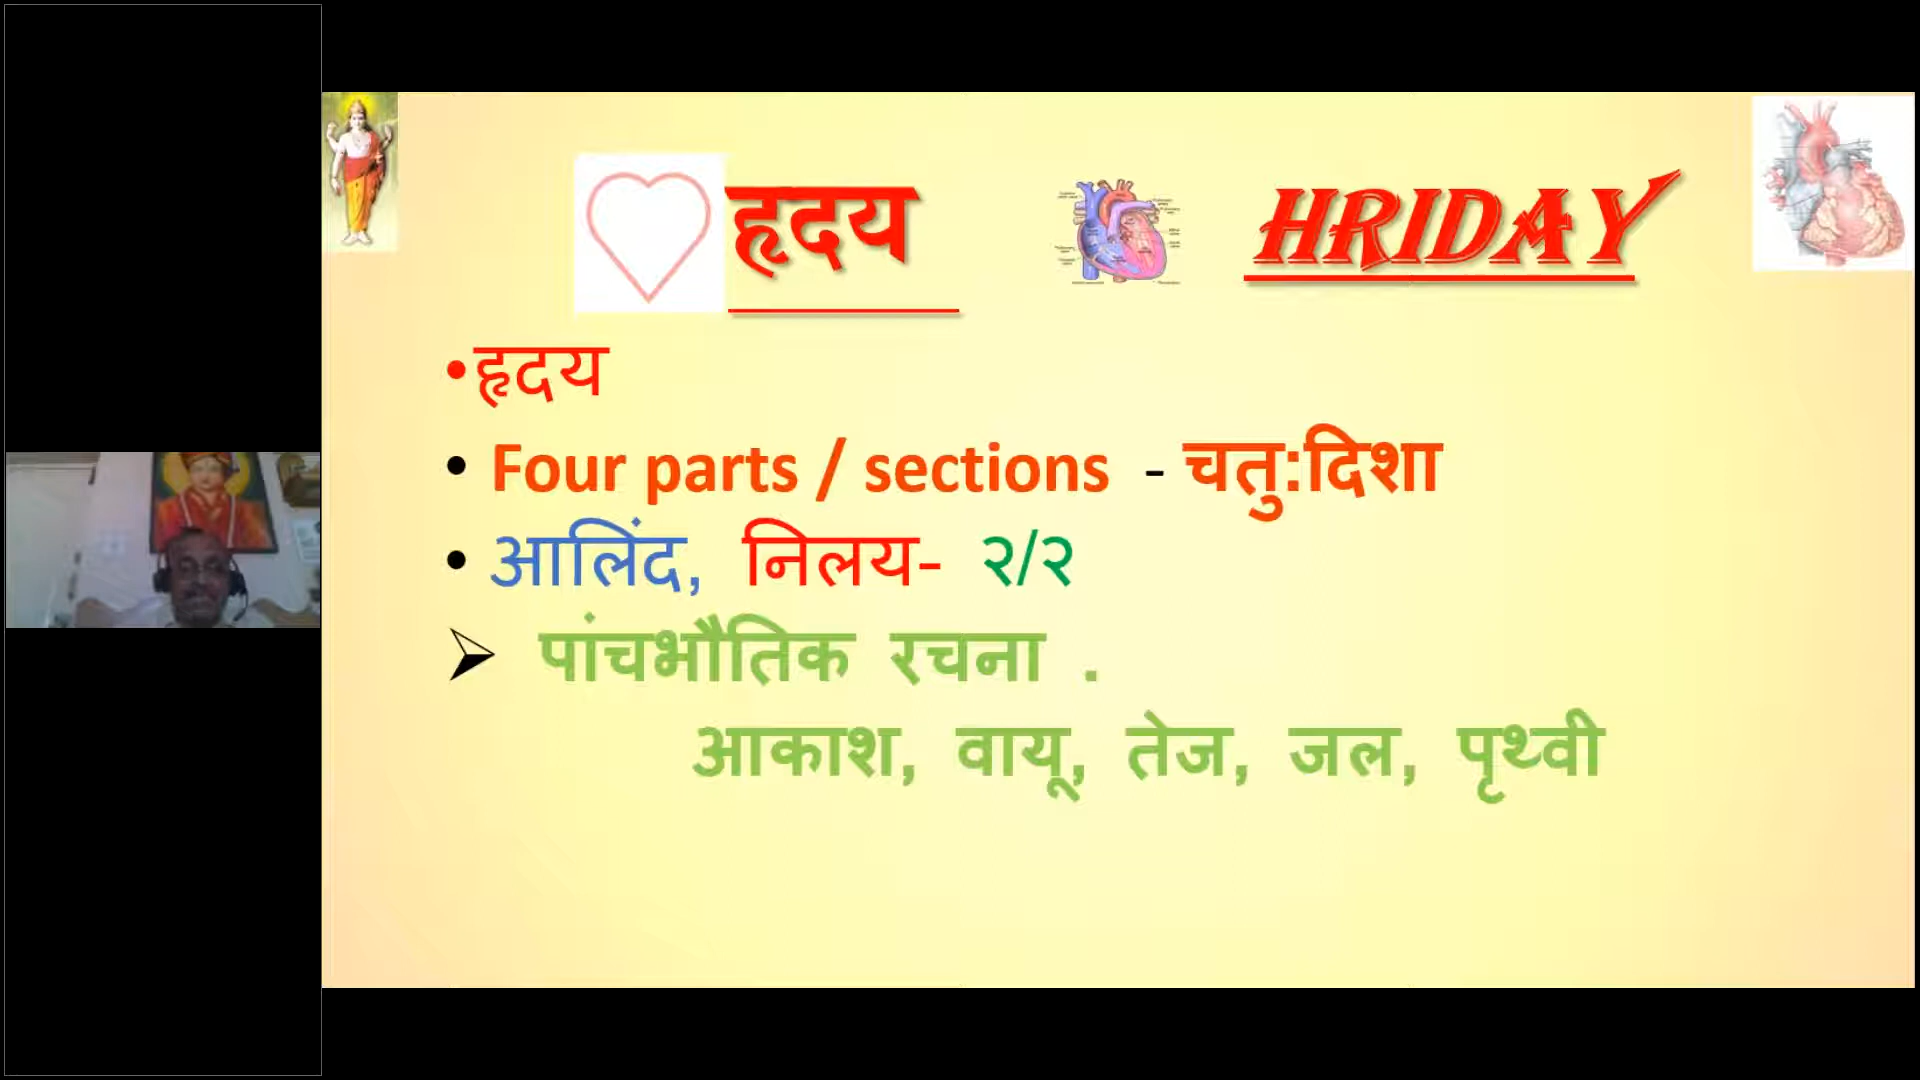 हृदय HRIDAY
•हृदय
• Four parts / sections - चतु:दिशा
• आलिंद, निलय- २/२
➢ पांचभौतिक रचना .
आकाश, वायू, तेज, जल, पृथ्वी